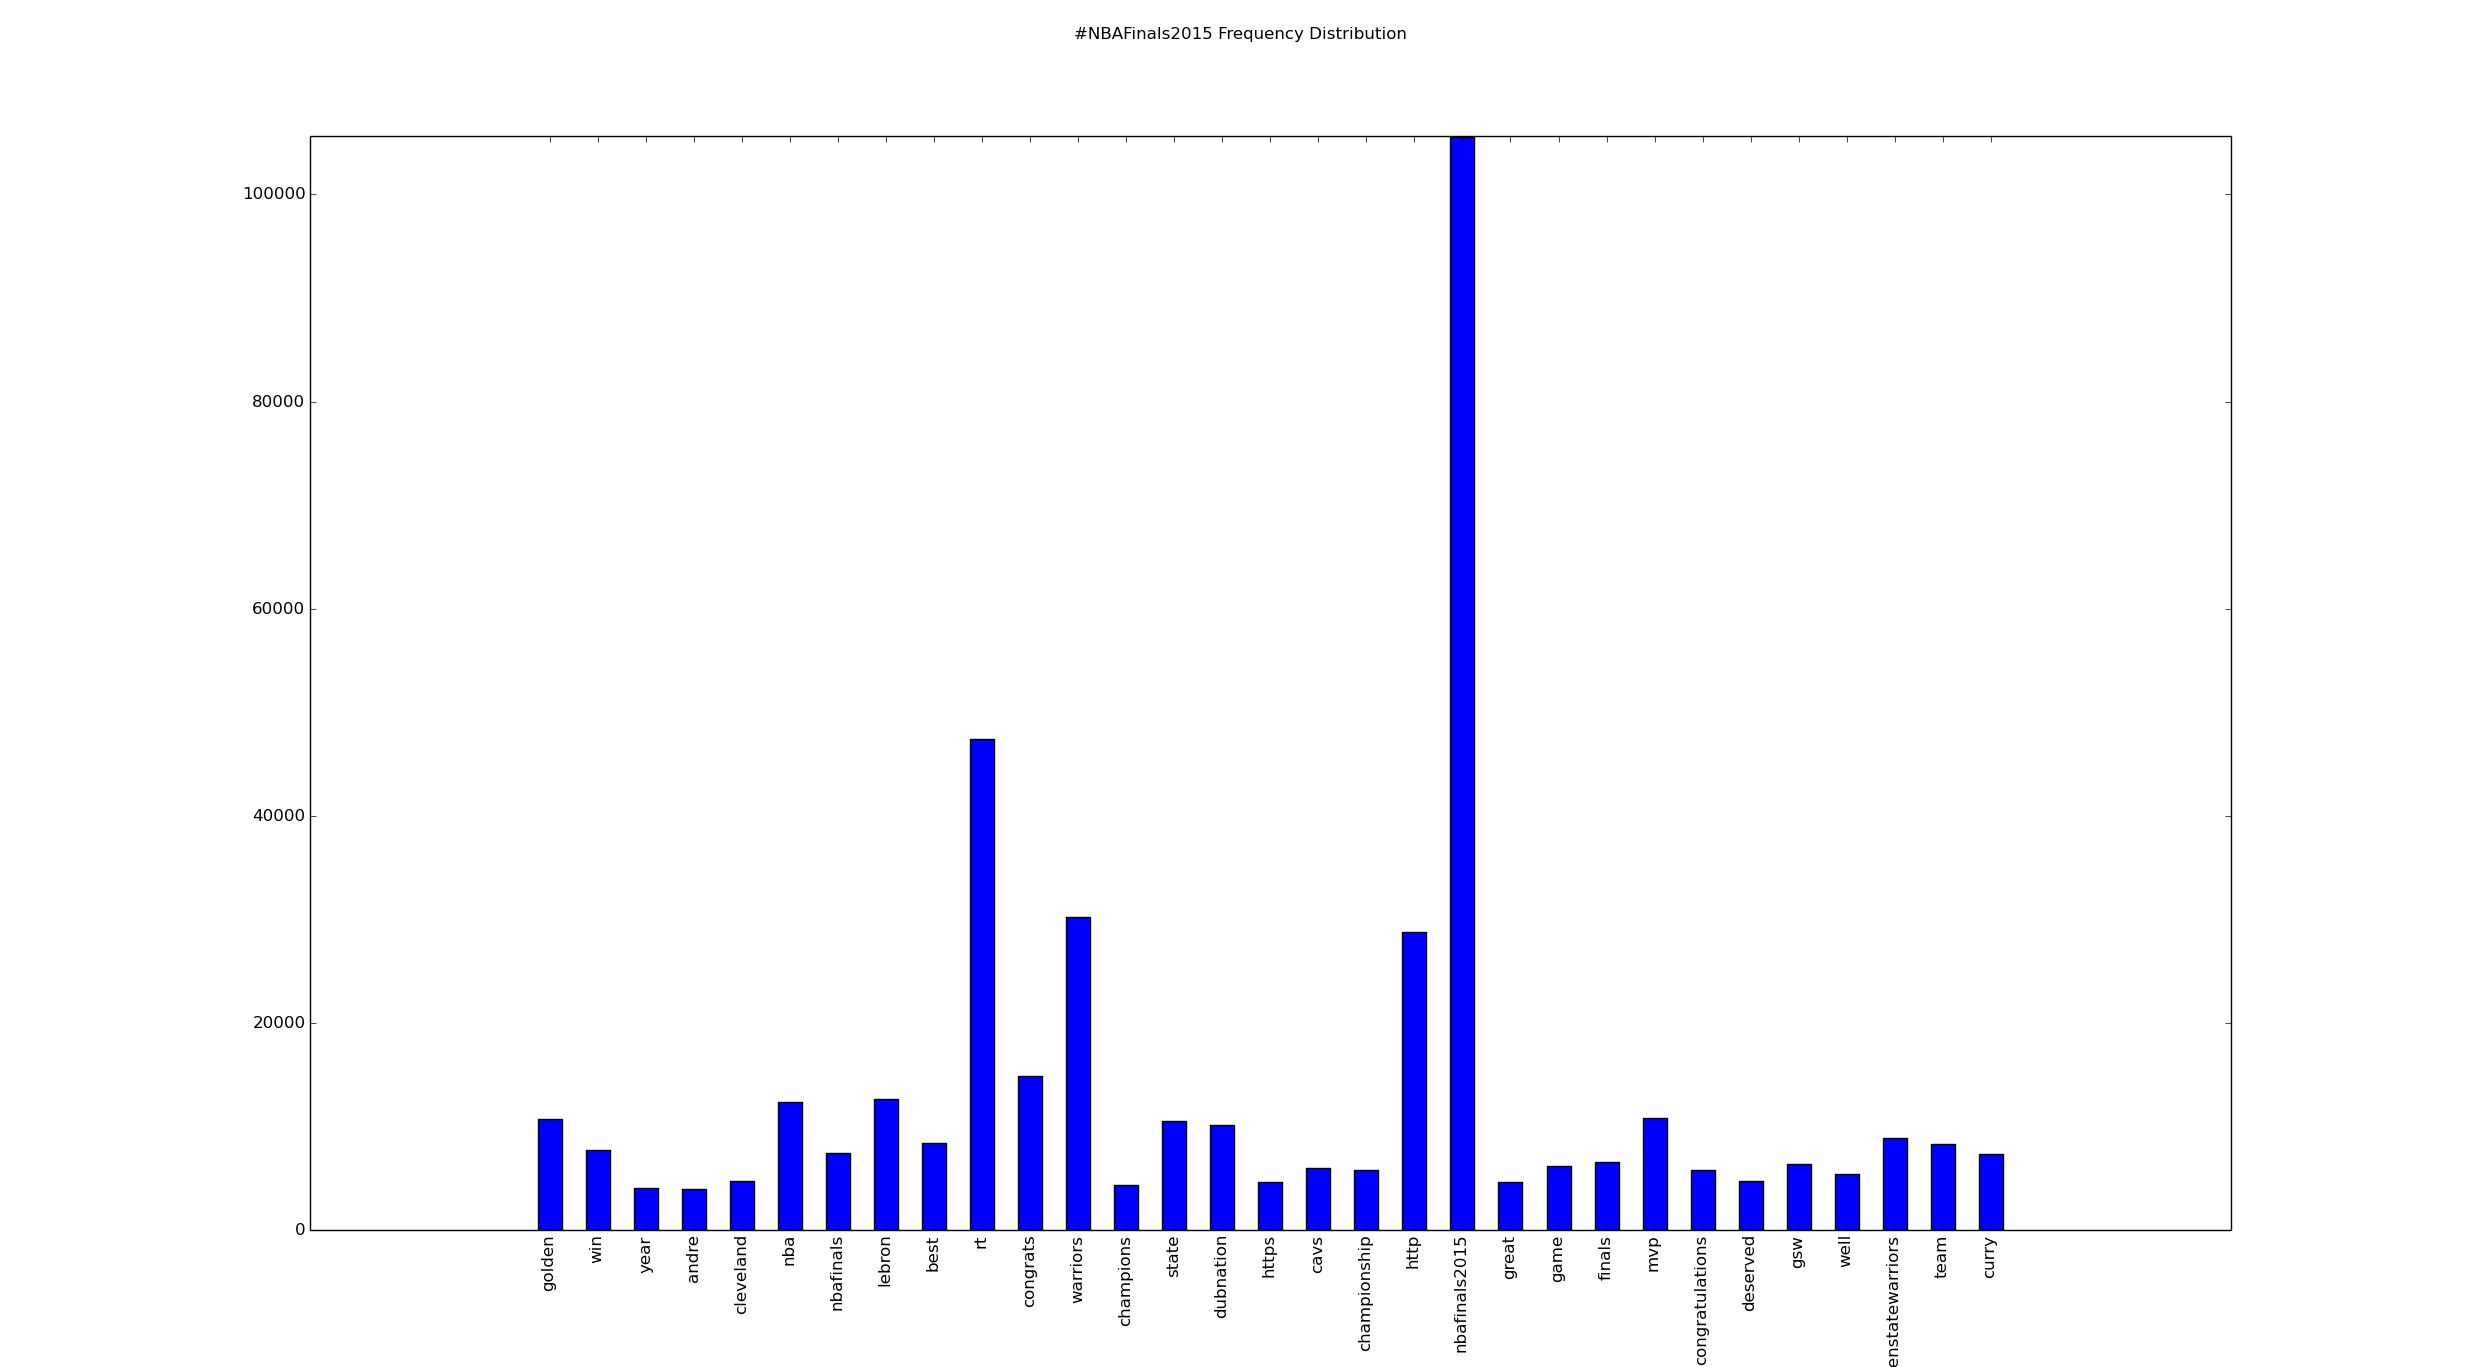 #NBAFinals2015 Frequency Distribution
100000
80000
60000
40000
20000
0
golden
win
year
andre
cleveland
nba
nbafinals
lebron
best
rt
congrats
warriors
champions
state
dubnation
https
cavs
championship
http
nbafinals2015
great
game
finals
mvp
congratulations
deserved
gsw
well
enstatewarriors
team
curry